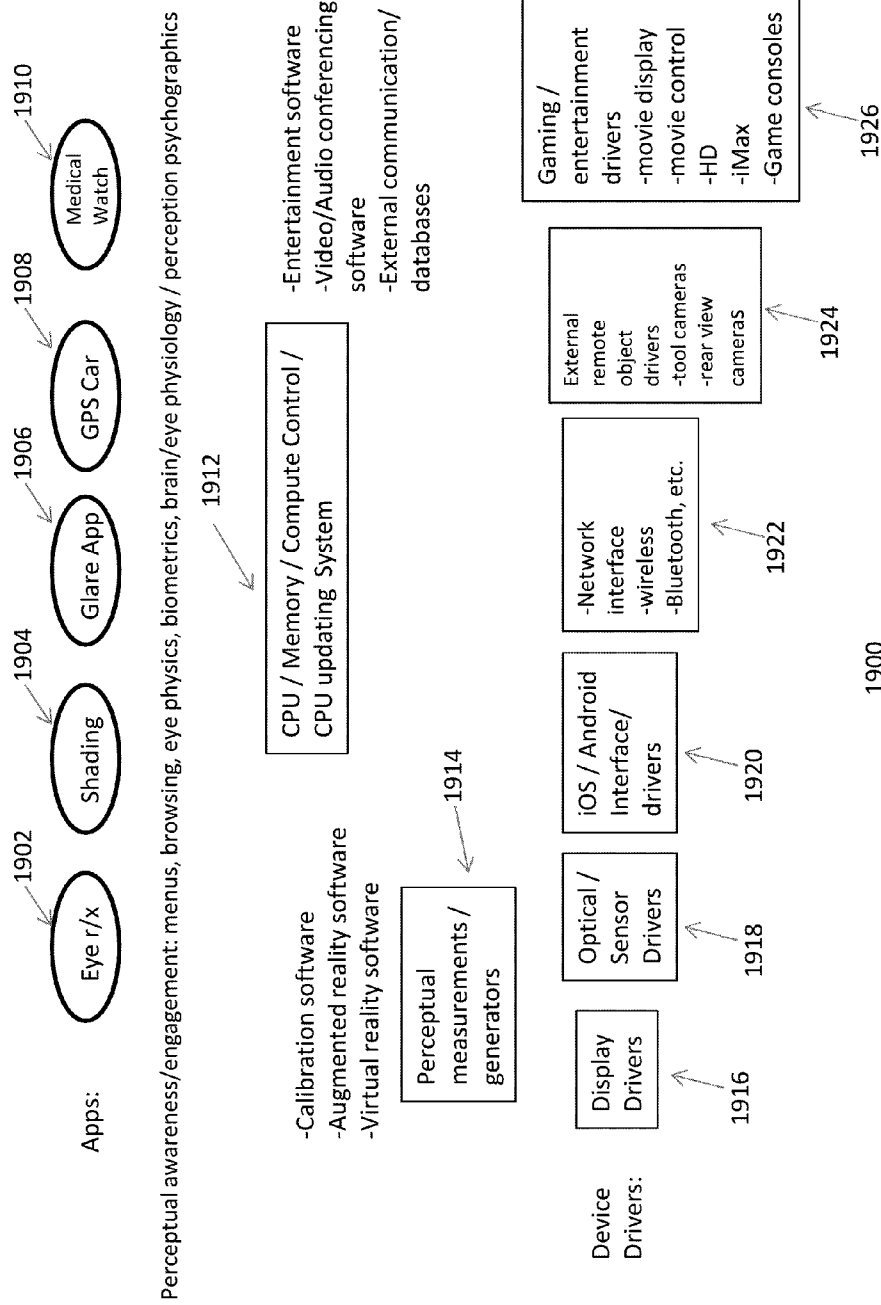 1902
1904
1906
1908
1910
Apps:
Eye r/x
Shading
Glare App
GPS Car
Medical
Watch
Perceptual awareness/engagement: menus, browsing, eye physics, biometrics, brain/eye physiology / perception psychographics
-Calibration software
-Augmented reality software
-Virtual reality software
1912
CPU / Memory / Compute Control /
CPU updating System
-Entertainment software
-Video/Audio conferencing
software
-External communication/
databases
1914
Perceptual
measurements /
generators
Device
Drivers:
Display
Drivers
1916
Optical /
Sensor
Drivers
1918
iOS / Android
Interface/
drivers
1920
-Network
interface
-wireless
-Bluetooth, etc.
1922
External
remote
object
drivers
-tool cameras
-rear view
cameras
1924
Gaming /
entertainment
drivers
-movie display
-movie control
-HD
-iMax
-Game consoles
1926
1900